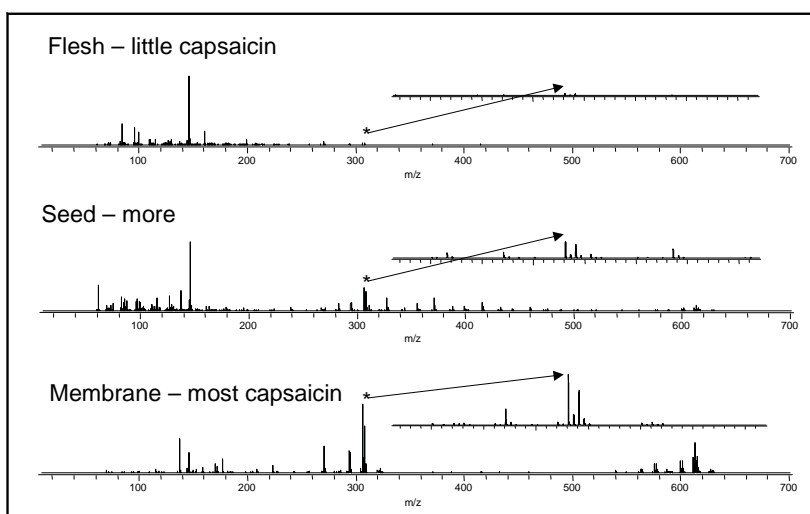 Flesh – little capsaicin
*
100 200 300 400 500 600 700
m/z
Seed – more
*
100 200 300 400 500 600 700
m/z
Membrane – most capsaicin
*
100 200 300 400 500 600 700
m/z